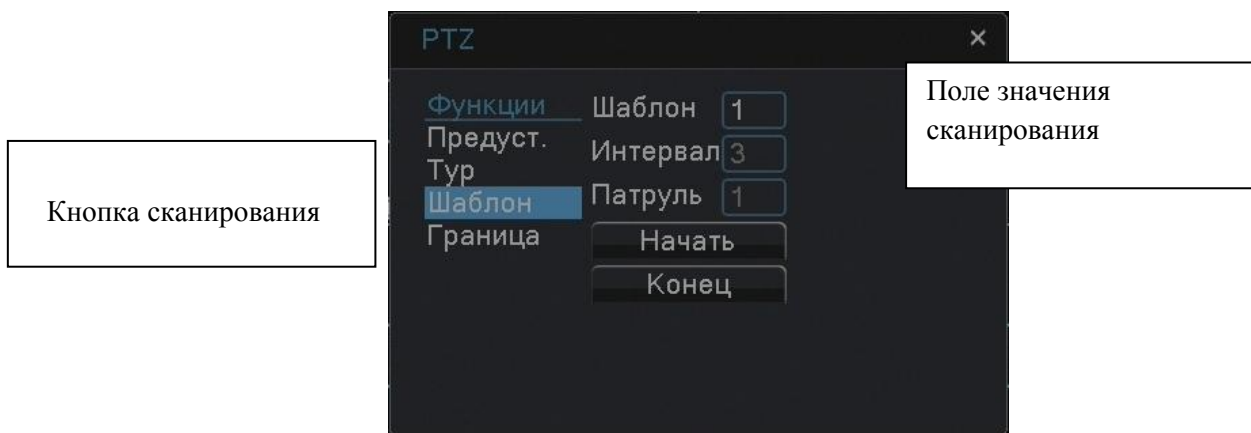 PTZ ×
Поле значения
сканирования
Функции Шаблон 1
Предуст.
Интервал 3
Тур
Шаблон Патруль 1
Кнопка сканирования
Граница Начать
Конец